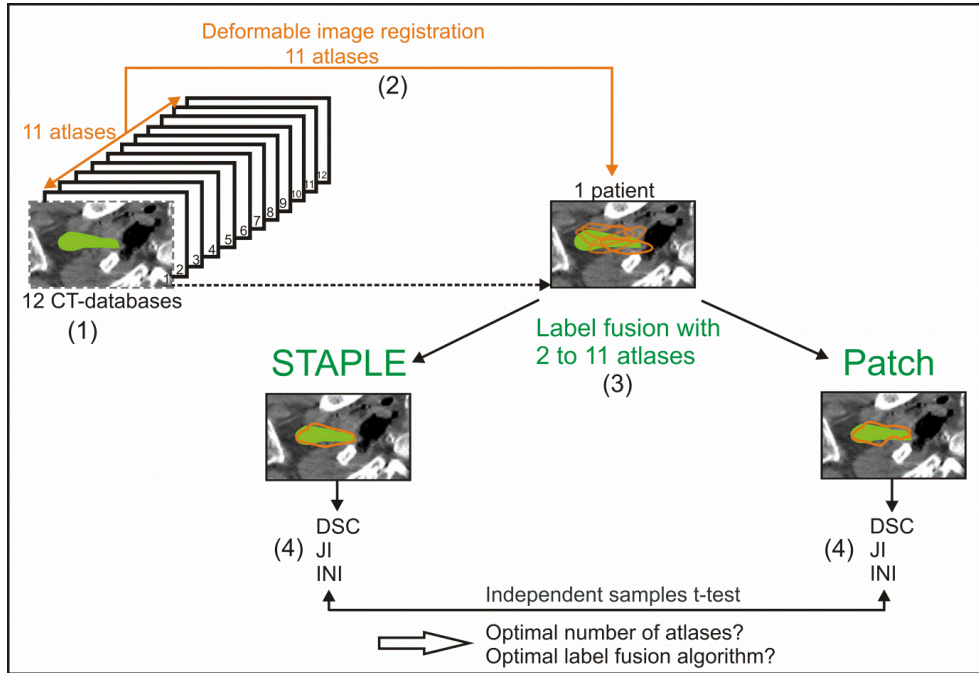 Deformable image registration
11 atlases
(2)
11 atlases
1
2
3
4
5
6
7
8
9
10
11
12
12 CT-databases
(1)
1 patient
Label fusion with
2 to 11 atlases
(3)
STAPLE
Patch
(4)
DSC
JI
INI
(4)
DSC
JI
INI
Independent samples t-test
Optimal number of atlases?
Optimal label fusion algorithm?